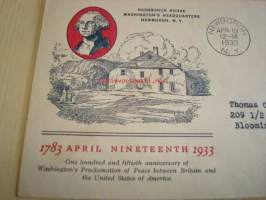 HASBROUCK HOUSE
WASHINGTON'S HEADQUARTERS
NEWBURGH, N. Y.
NEWBURGH
APR 19
12-M
1933
N.Y.
Thomas
209 1/2
Bloomin
1783 APRIL NINETEENTH 1933
One hundred and fiftieth anniversary of
Washington's Proclamation of Peace between Britain and
the United States of America.